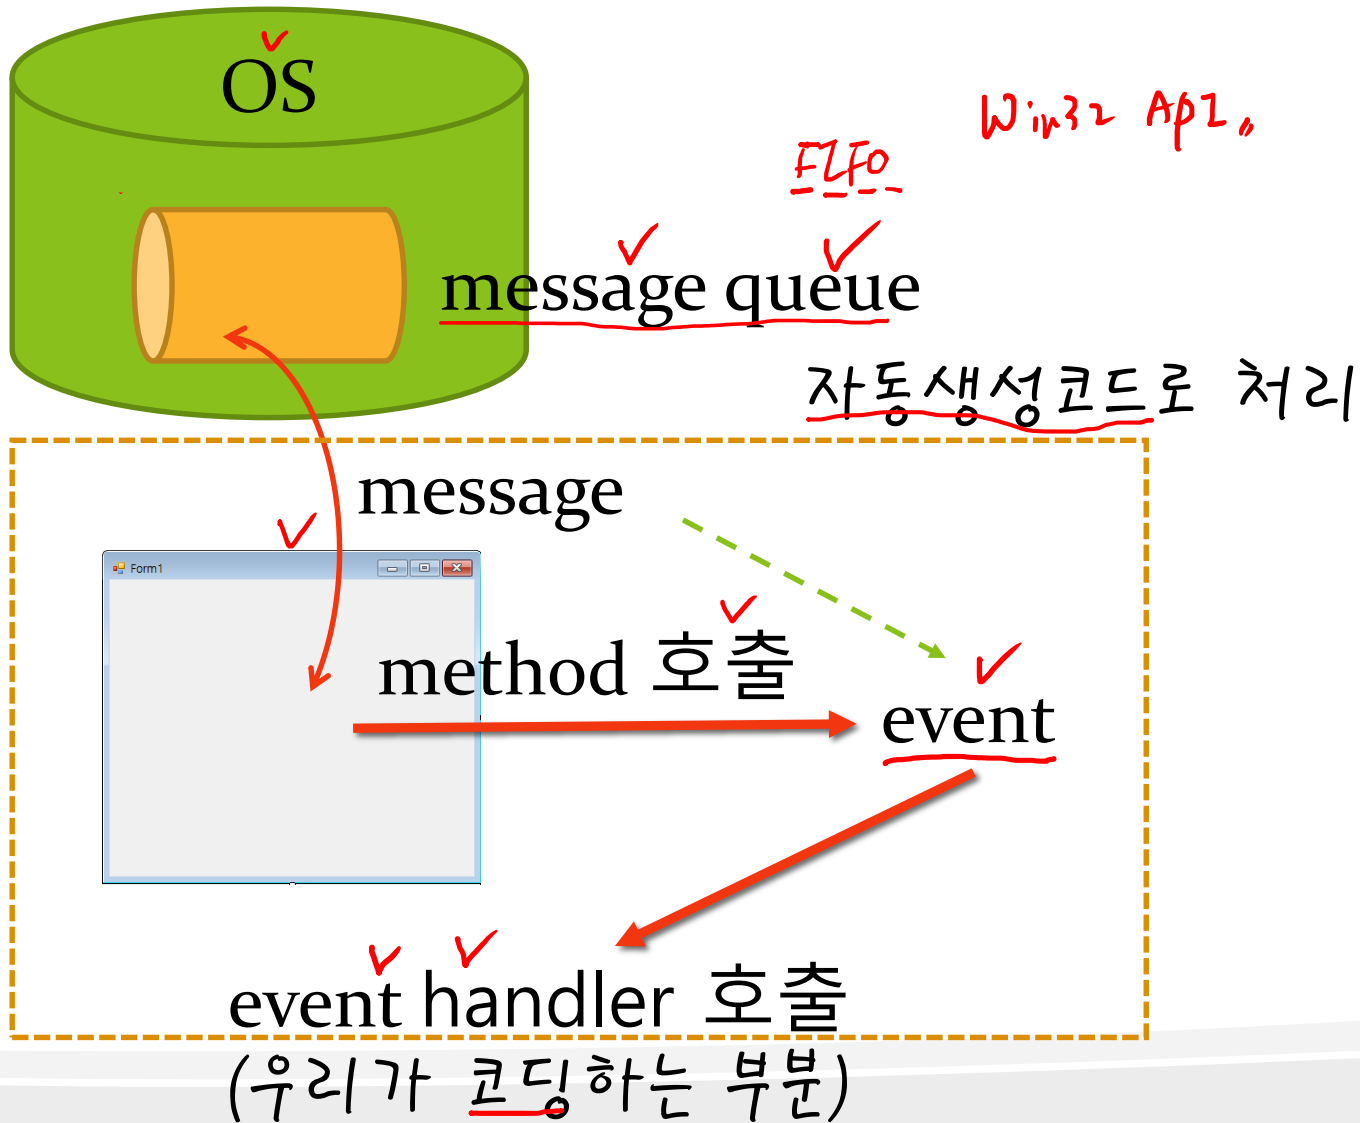 OS
Win32 API
FIFO
message queue
자동생성코드로 처리
message
Form1
method 호출
event
event handler 호출
(우리가 코딩하는 부분)